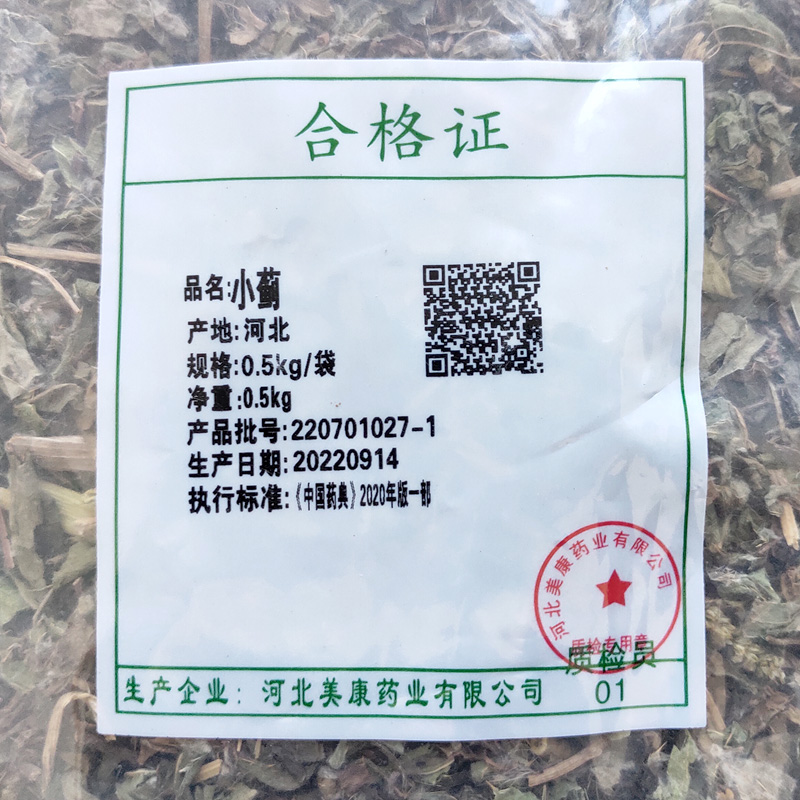 合格证
品名:小蓟
产地:河北
规格:0.5kg/袋
净重:0.5kg
产品批号:220701027-1
生产日期:20220914
执行标准:《中国药典》2020年版一部
河北美康药业有限公司
质检专用章
质检员
01
生产企业:河北美康药业有限公司